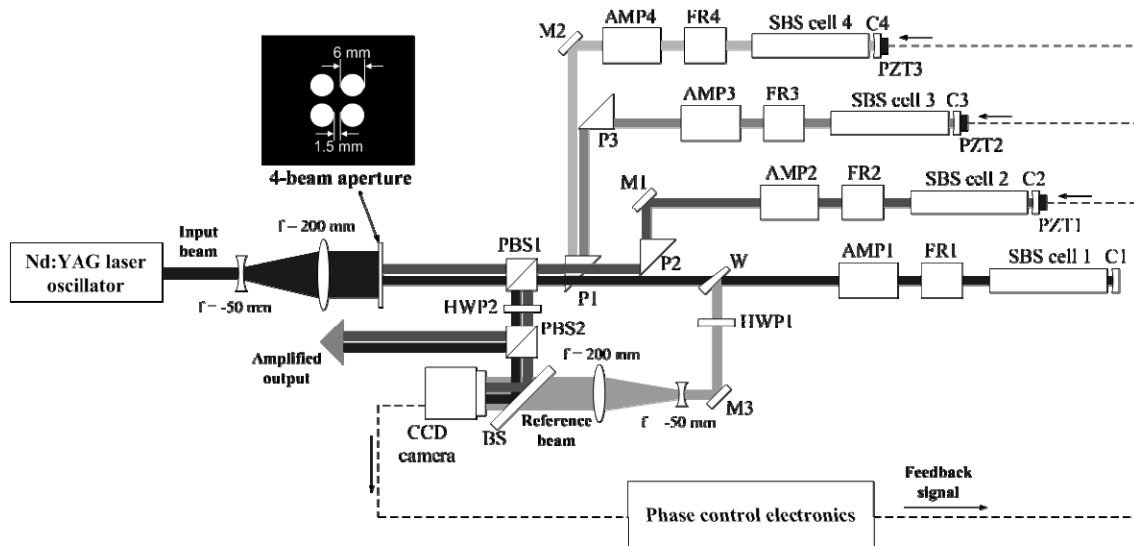 AMP4
FR4
SBS cell 4
C4
M2
PZT3
6 mm
1.5 mm
4-beam aperture
AMP3
FR3
SBS cell 3
C3
P3
PZT2
M1
AMP2
FR2
SBS cell 2
C2
PZT1
P2
Nd:YAG laser
oscillator
Input
beam
f = -50 mm
f = 200 mm
PBS1
P1
W
AMP1
FR1
SBS cell 1
C1
HWP2
HWP1
PBS2
Amplified
output
f = 200 mm
f -50 mm
M3
CCD
camera
BS
Reference
beam
Feedback
signal
Phase control electronics